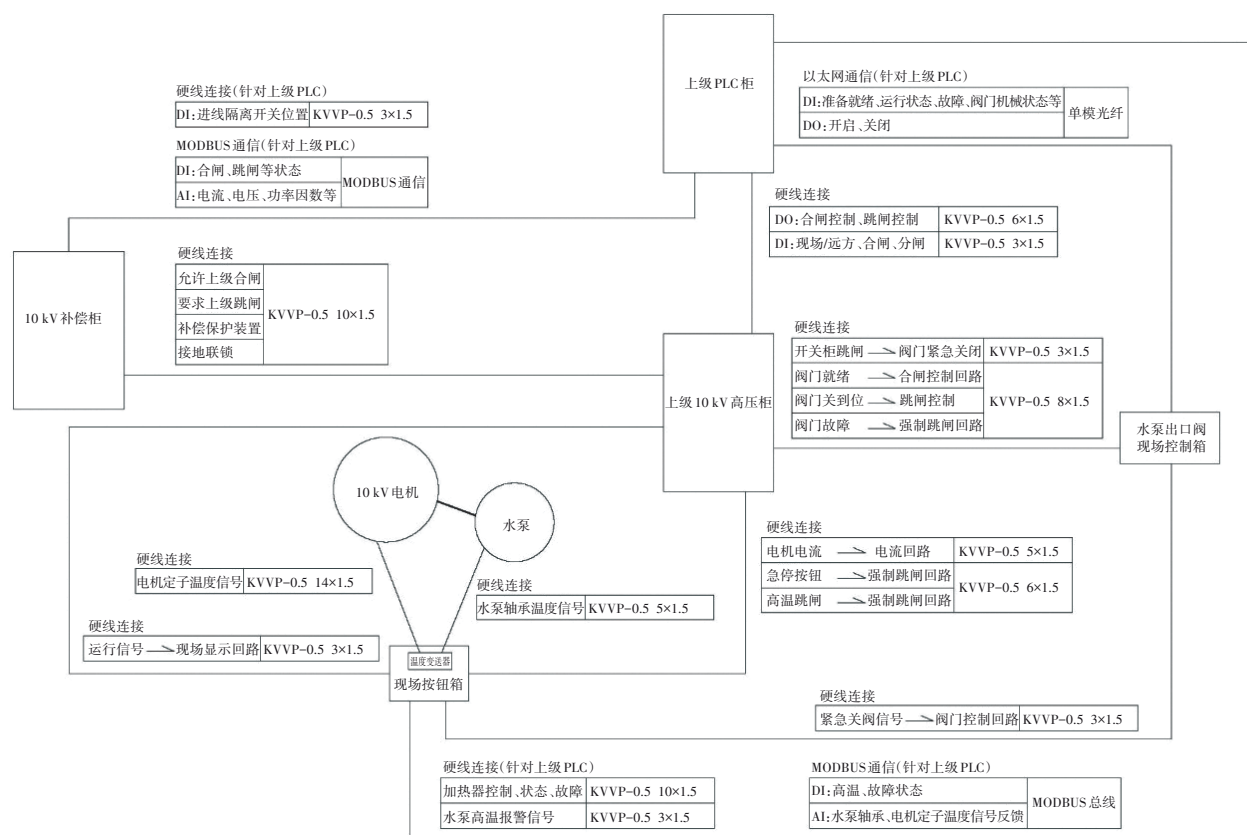 上级PLC柜
以太网通信(针对上级PLC)
DI:准备就绪、运行状态、故障、阀门机械状态等
DO:开启、关闭
单模光纤
硬线连接(针对上级PLC)
DI:进线隔离开关位置 KVVP-0.5 3×1.5
MODBUS通信(针对上级PLC)
DI:合闸、跳闸等状态
AI:电流、电压、功率因数等
MODBUS通信
硬线连接
DO:合闸控制、跳闸控制 KVVP-0.5 6×1.5
DI:现场/远方、合闸、分闸 KVVP-0.5 3×1.5
10 kV补偿柜
硬线连接
允许上级合闸
要求上级跳闸
补偿保护装置
接地联锁
KVVP-0.5 10×1.5
上级10 kV高压柜
硬线连接
开关柜跳闸 阀门紧急关闭 KVVP-0.5 3×1.5
阀门就绪 合闸控制回路
阀门关到位 跳闸控制
阀门故障 强制跳闸回路
KVVP-0.5 8×1.5
水泵出口阀
现场控制箱
10 kV电机
水泵
硬线连接
电机电流 电流回路 KVVP-0.5 5×1.5
急停按钮 强制跳闸回路
高温跳闸 强制跳闸回路
KVVP-0.5 6×1.5
硬线连接
电机定子温度信号 KVVP-0.5 14×1.5
硬线连接
水泵轴承温度信号 KVVP-0.5 5×1.5
硬线连接
运行信号 现场显示回路 KVVP-0.5 3×1.5
温度变送器
现场按钮箱
硬线连接
紧急关阀信号 阀门控制回路 KVVP-0.5 3×1.5
硬线连接(针对上级PLC)
加热器控制、状态、故障 KVVP-0.5 10×1.5
水泵高温报警信号 KVVP-0.5 3×1.5
MODBUS通信(针对上级PLC)
DI:高温、故障状态
AI:水泵轴承、电机定子温度信号反馈
MODBUS总线